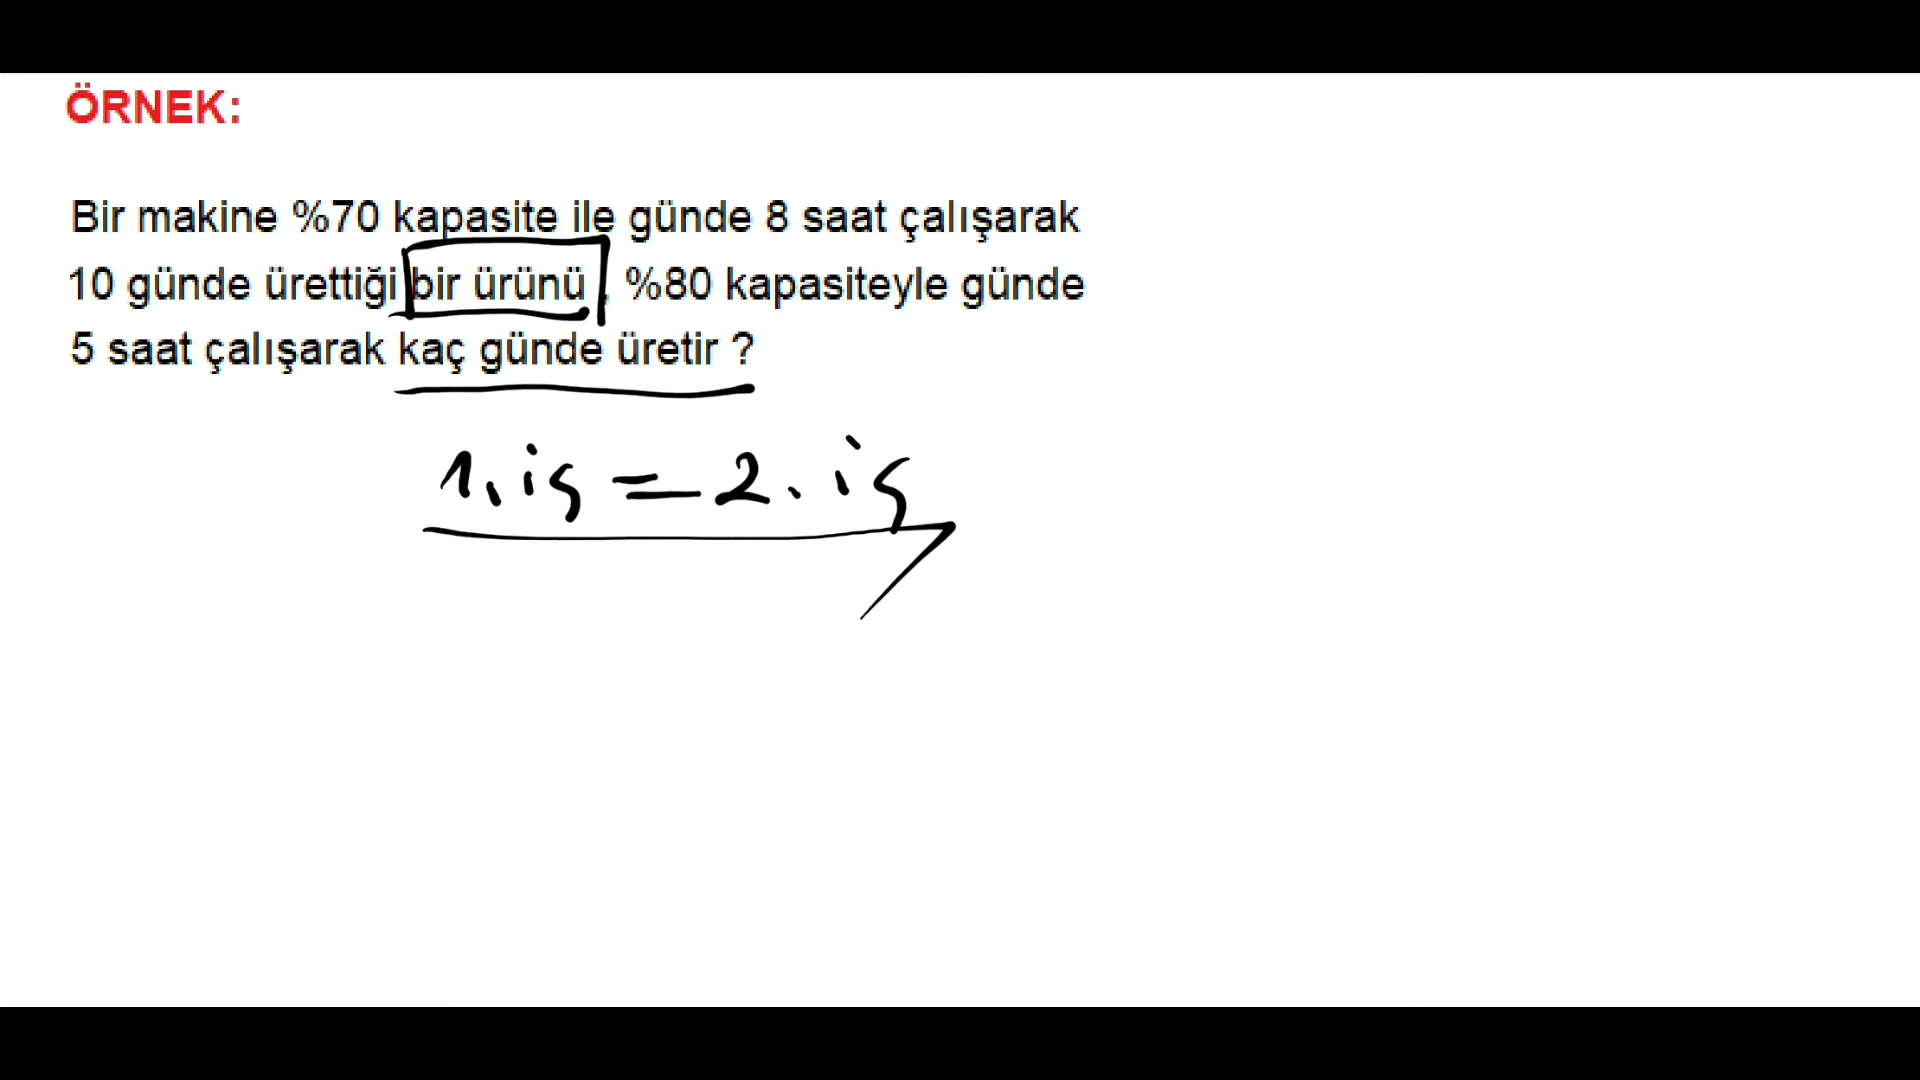 ÖRNEK:
Bir makine %70 kapasite ile günde 8 saat çalışarak
10 günde ürettiği bir ürünü , %80 kapasiteyle günde
5 saat çalışarak kaç günde üretir ?
1. iş = 2. iş